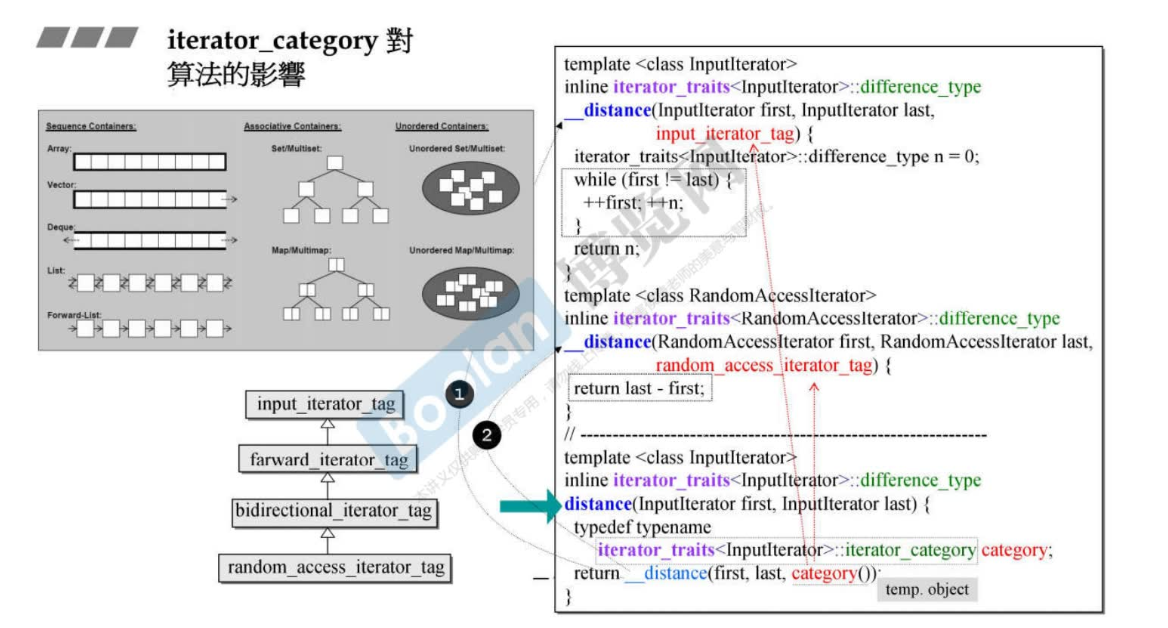 iterator_category 對
算法的影響
Sequence Containers:
Array:
Vector:
Deque:
List:
Forward-List:
Associative Containers:
Set/Multiset:
Map/Multimap:
Unordered Containers:
Unordered Set/Multiset:
Unordered Map/Multimap:
input_iterator_tag
farward_iterator_tag
bidirectional_iterator_tag
random_access_iterator_tag
1
2
template <class InputIterator>
inline iterator_traits<InputIterator>::difference_type
__distance(InputIterator first, InputIterator last,
input_iterator_tag) {
iterator_traits<InputIterator>::difference_type n = 0;
while (first != last) {
++first; ++n;
}
return n;
}
template <class RandomAccessIterator>
inline iterator_traits<RandomAccessIterator>::difference_type
__distance(RandomAccessIterator first, RandomAccessIterator last,
random_access_iterator_tag) {
return last - first;
}
// ----------------------------------------------------------------
template <class InputIterator>
inline iterator_traits<InputIterator>::difference_type
distance(InputIterator first, InputIterator last) {
typedef typename
iterator_traits<InputIterator>::iterator_category category;
return __distance(first, last, category());
temp. object
}
Boolan
博览网